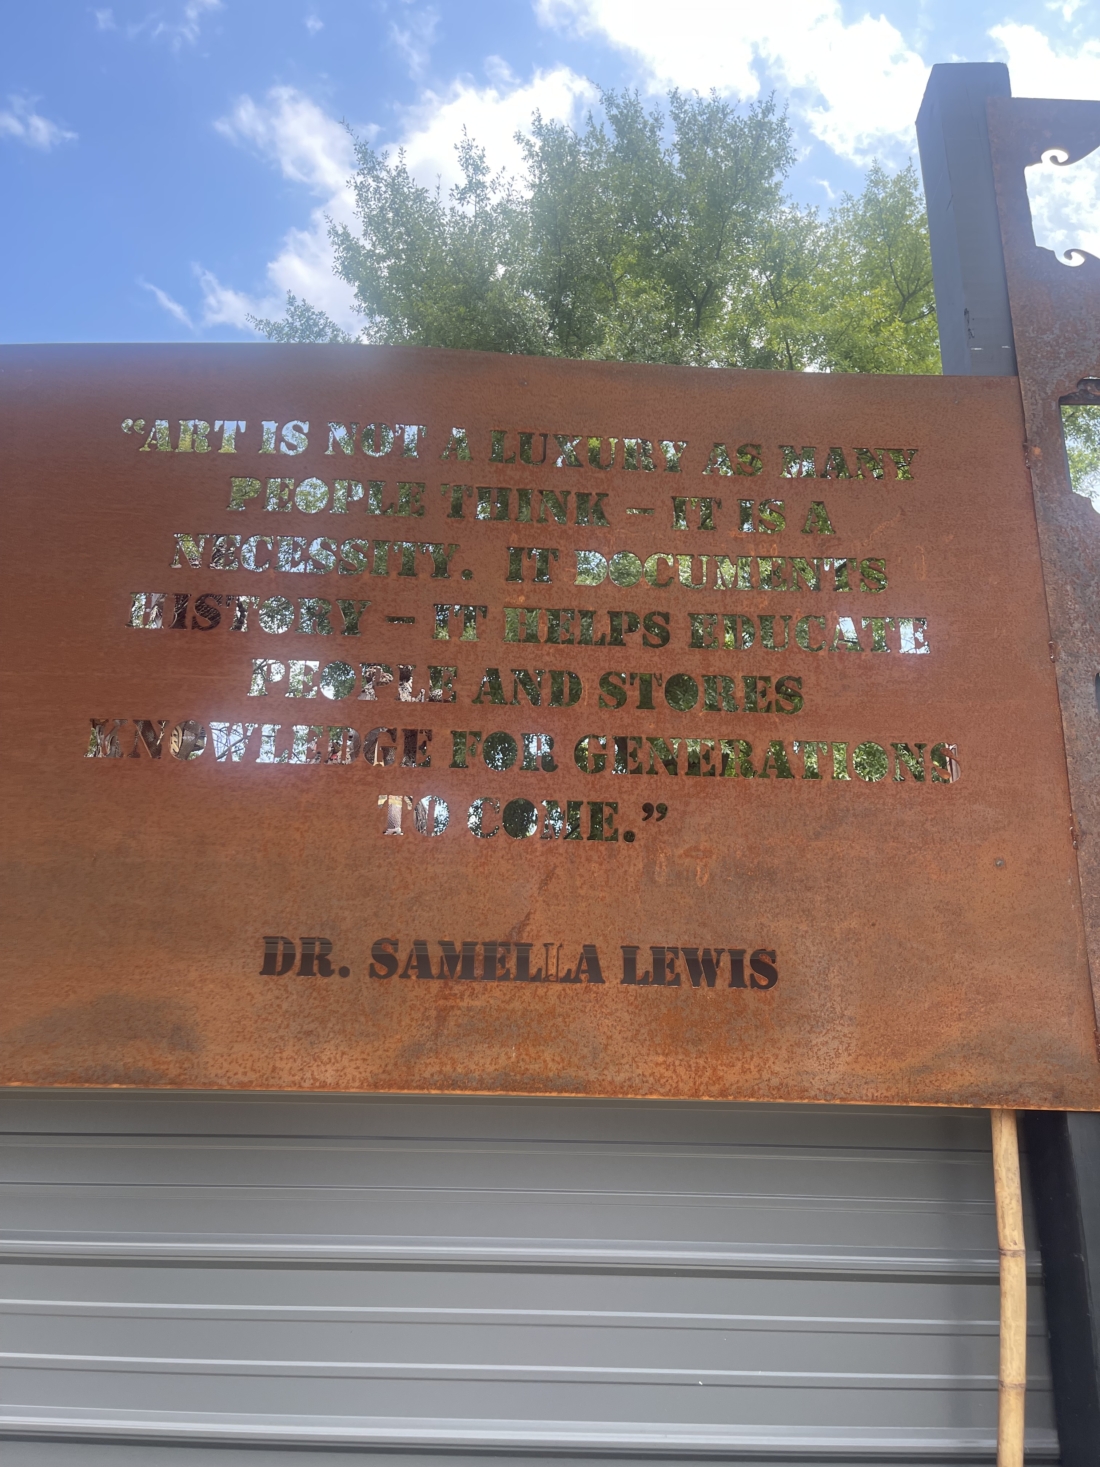 “ART IS NOT A LUXURY AS MANY
PEOPLE THINK – IT IS A
NECESSITY. IT DOCUMENTS
HISTORY – IT HELPS EDUCATE
PEOPLE AND STORES
KNOWLEDGE FOR GENERATIONS
TO COME.”
DR. SAMELLA LEWIS